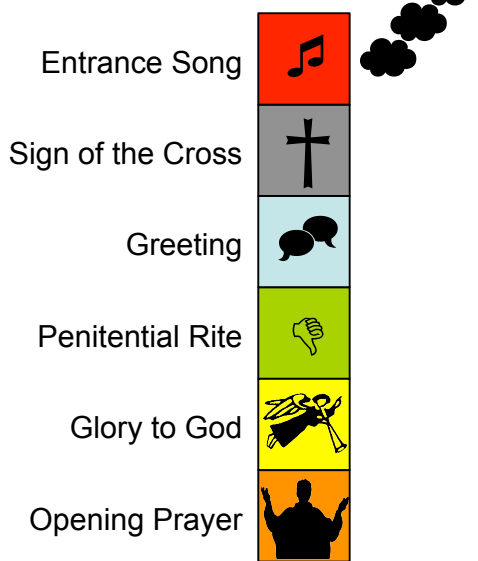 Entrance Song
Sign of the Cross
Greeting
Penitential Rite
Glory to God
Opening Prayer